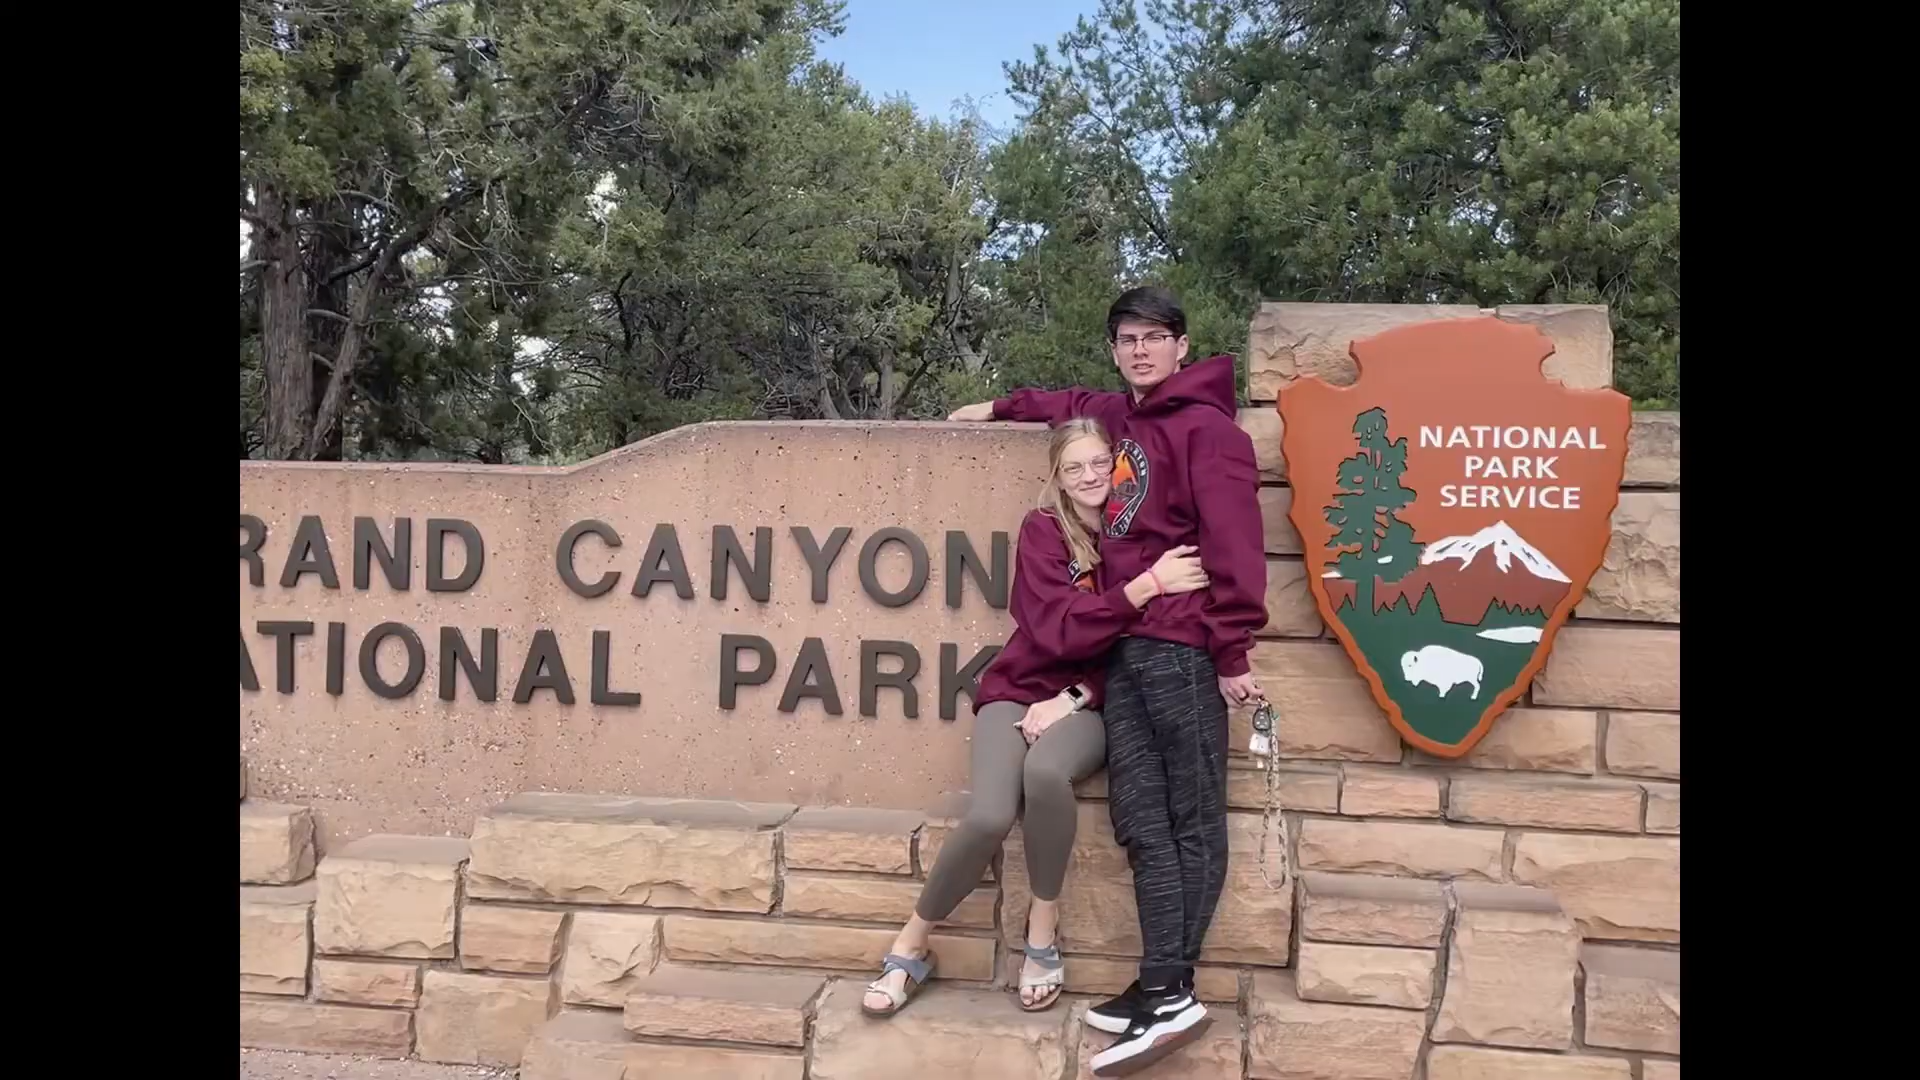 RAND CANYON
ATIONAL PARK
NATIONAL
PARK
SERVICE